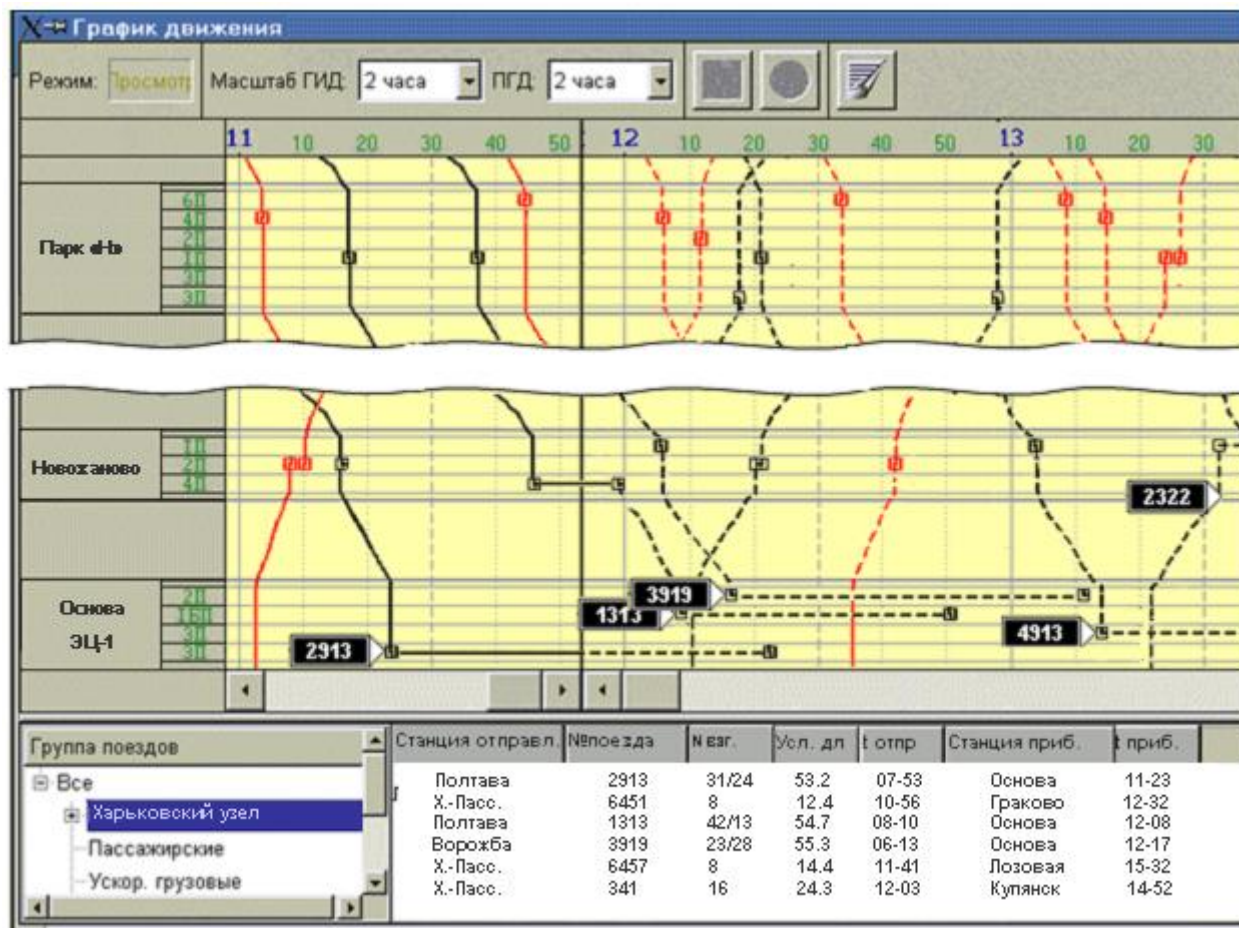 График движения
Режим: Просмотр Масштаб ГИД: 2 часа ПГД: 2 часа
11 10 20 30 40 50 12 10 20 30 40 50 13 10 20 30
6П
4П
2П
Парк «Н» 1П
3П
3П
1П
Новожаново 2П
4П
2322
2П
3919
Основа 1БП
1313
ЭЦ-1 3П
4913
3П
2913
Группа поездов
Все
Харьковский узел
Пассажирские
Ускор. грузовые
Станция отправл. №поезда N ваг. Усл. дл t отпр Станция приб. t приб.
Полтава 2913 31/24 53.2 07-53 Основа 11-23
Х.-Пасс. 6451 8 12.4 10-56 Граково 12-32
Полтава 1313 42/13 54.7 08-10 Основа 12-08
Ворожба 3919 23/28 55.3 06-13 Основа 12-17
Х.-Пасс. 6457 8 14.4 11-41 Лозовая 15-32
Х.-Пасс. 341 16 24.3 12-03 Купянск 14-52